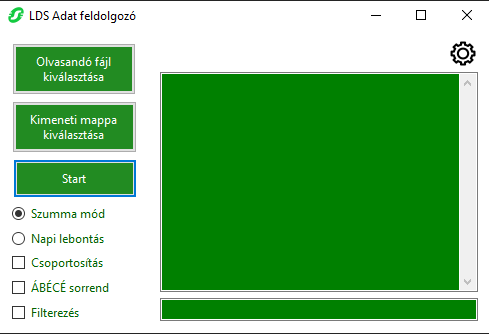 LDS Adat feldolgozó
Olvasandó fájl
kiválasztása
Kimeneti mappa
kiválasztása
Start
Szumma mód
Napi lebontás
Csoportosítás
ÁBÉCÉ sorrend
Filterezés